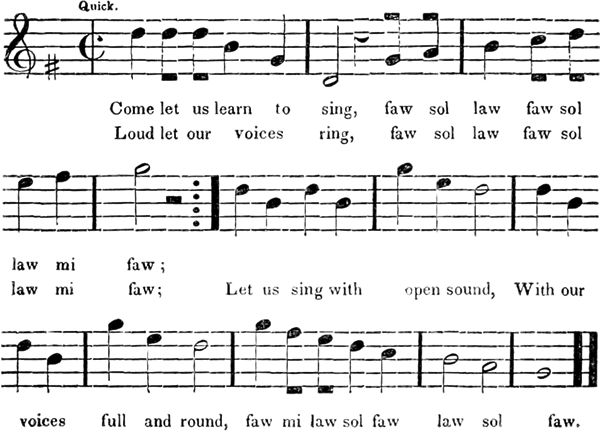 Quick.
Come let us learn to sing, faw sol law faw sol
Loud let our voices ring, faw sol law faw sol
law mi faw;
law mi faw; Let us sing with open sound, With our
voices full and round, faw mi law sol faw law sol faw.